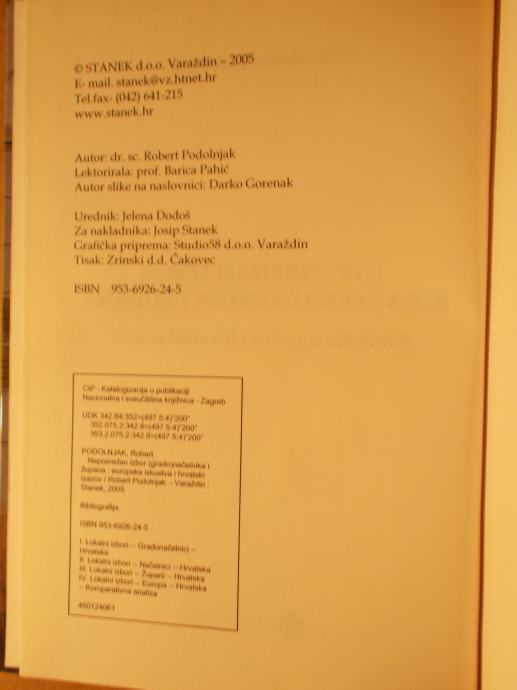 © STANEK d.o.o. Varaždin – 2005
E- mail. stanek@vz.htnet.hr
Tel.fax- (042) 641-215
www.stanek.hr
Autor: dr. sc. Robert Podolnjak
Lektorirala: prof. Barica Pahić
Autor slike na naslovnici: Darko Gorenak
Urednik: Jelena Dodoš
Za nakladnika: Josip Stanek
Grafička priprema: Studio58 d.o.o. Varaždin
Tisak: Zrinski d.d. Čakovec
ISBN 953-6926-24-5
CIP - Katalogizacija u publikaciji
Nacionalna i sveučilišna knjižnica - Zagreb
UDK 342.84:352>(497.5:4)"200"
352.075.2:342.8>(497.5:4)"200"
353.2.075.2:342.8>(497.5:4)"200"
PODOLNJAK, Robert
Neposredan izbor (grado)načelnika i
župana : europska iskustva i hrvatski
izazov / Robert Podolnjak. - Varaždin :
Stanek, 2005.
Bibliografija.
ISBN 953-6926-24-5
I. Lokalni izbori -- Gradonačelnici --
Hrvatska
II. Lokalni izbori -- Načelnici -- Hrvatska
III. Lokalni izbori -- Župani -- Hrvatska
IV. Lokalni izbori -- Europa -- Hrvatska
-- Komparativna analiza
450124061